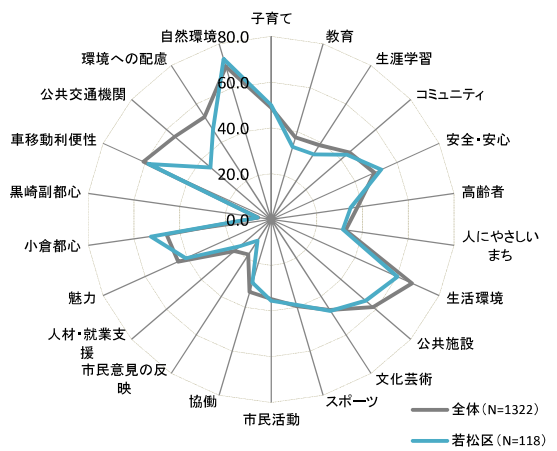 子育て
教育
生涯学習
コミュニティ
安全・安心
高齢者
人にやさしい
まち
生活環境
公共施設
文化芸術
スポーツ
市民活動
協働
市民意見の反
映
人材・就業支
援
魅力
小倉都心
黒崎副都心
車移動利便性
公共交通機関
環境への配慮
自然環境
80.0
60.0
40.0
20.0
0.0
全体（N=1322）
若松区（N=118）